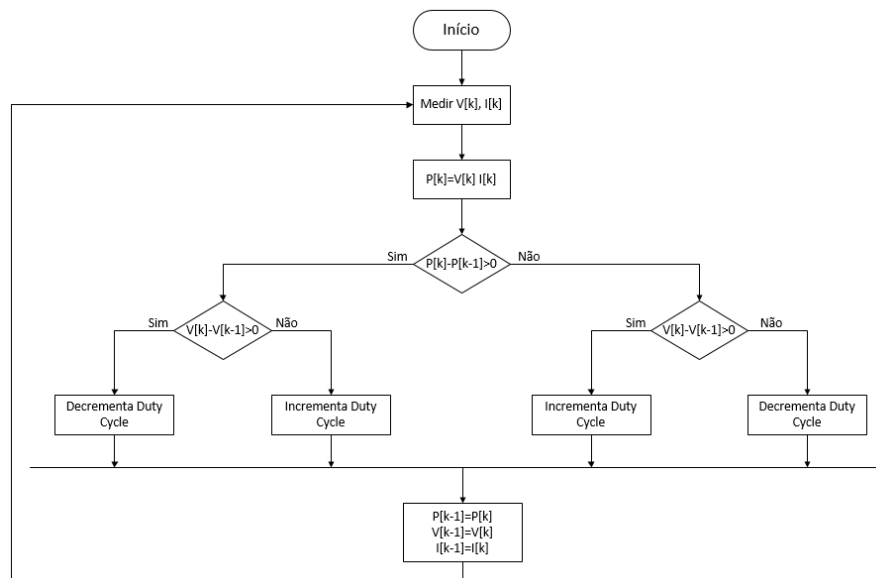 Início
Medir V[k], I[k]
P[k]=V[k] I[k]
Sim
P[k]-P[k-1]>0
Não
Sim
V[k]-V[k-1]>0
Não
Sim
V[k]-V[k-1]>0
Não
Decrementa Duty
Cycle
Incrementa Duty
Cycle
Incrementa Duty
Cycle
Decrementa Duty
Cycle
P[k-1]=P[k]
V[k-1]=V[k]
I[k-1]=I[k]